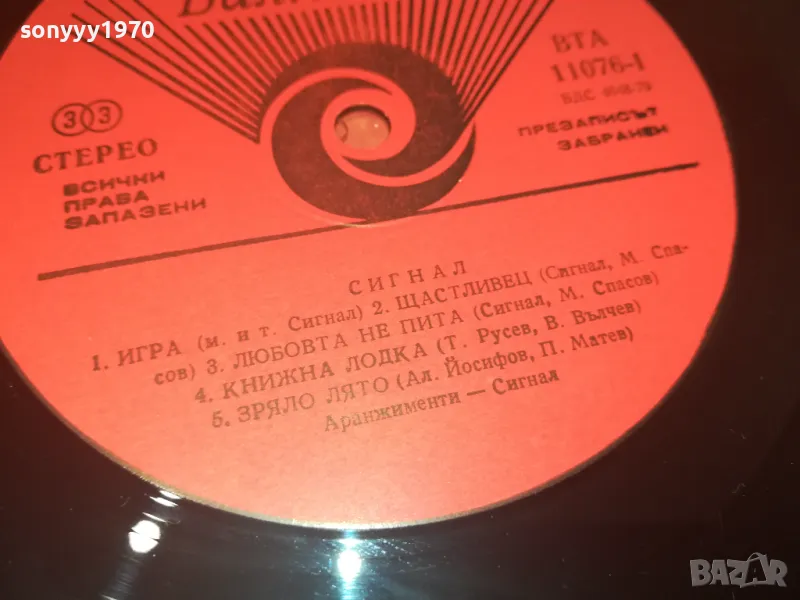 sonyyy1970
ВТА
11076-I
33
СТЕРЕО
ВСИЧКИ
ПРАВА
ЗАПАЗЕНИ
ПРЕЗАПИСЪТ
ЗАБРАНЕН
СИГНАЛ
1. ИГРА (м. и т. Сигнал) 2. ЩАСТЛИВЕЦ (Сигнал, М. Спа-
сов) 3. ЛЮБОВТА НЕ ПИТА (Сигнал, М. Спасов)
4. КНИЖНА ЛОДКА (Т. Русев, В. Вълчев)
5. ЗРЯЛО ЛЯТО (Ал. Йосифов, П. Матев)
Аранжименти — Сигнал
BAZAR